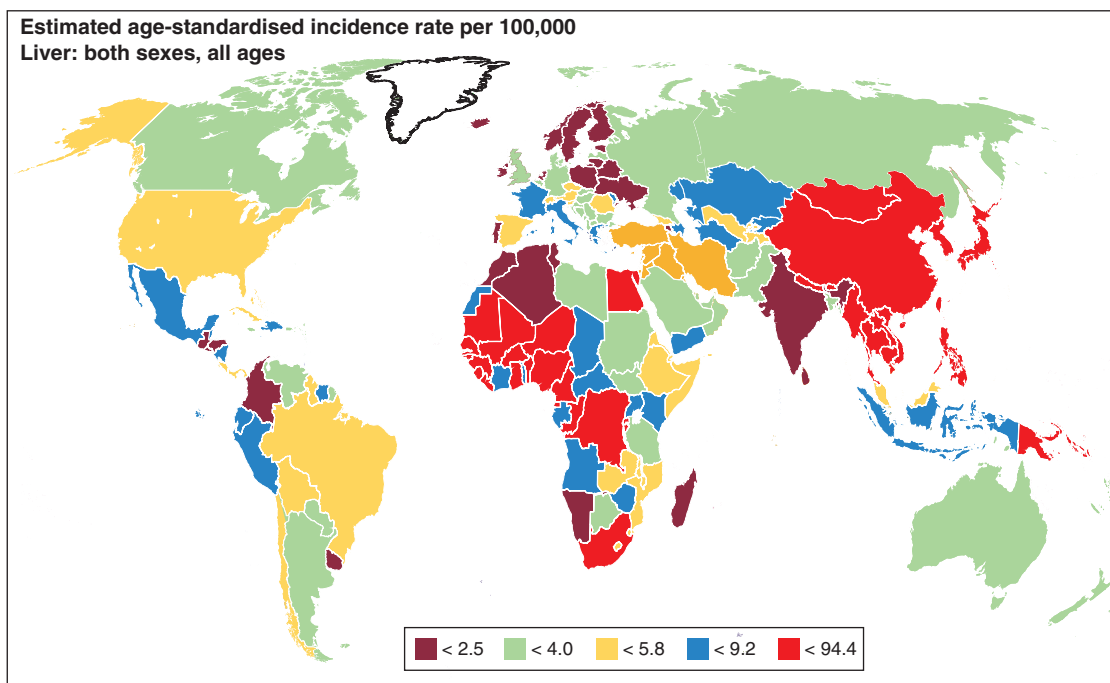 Estimated age-standardised incidence rate per 100,000
Liver: both sexes, all ages
< 2.5 < 4.0 < 5.8 < 9.2 < 94.4